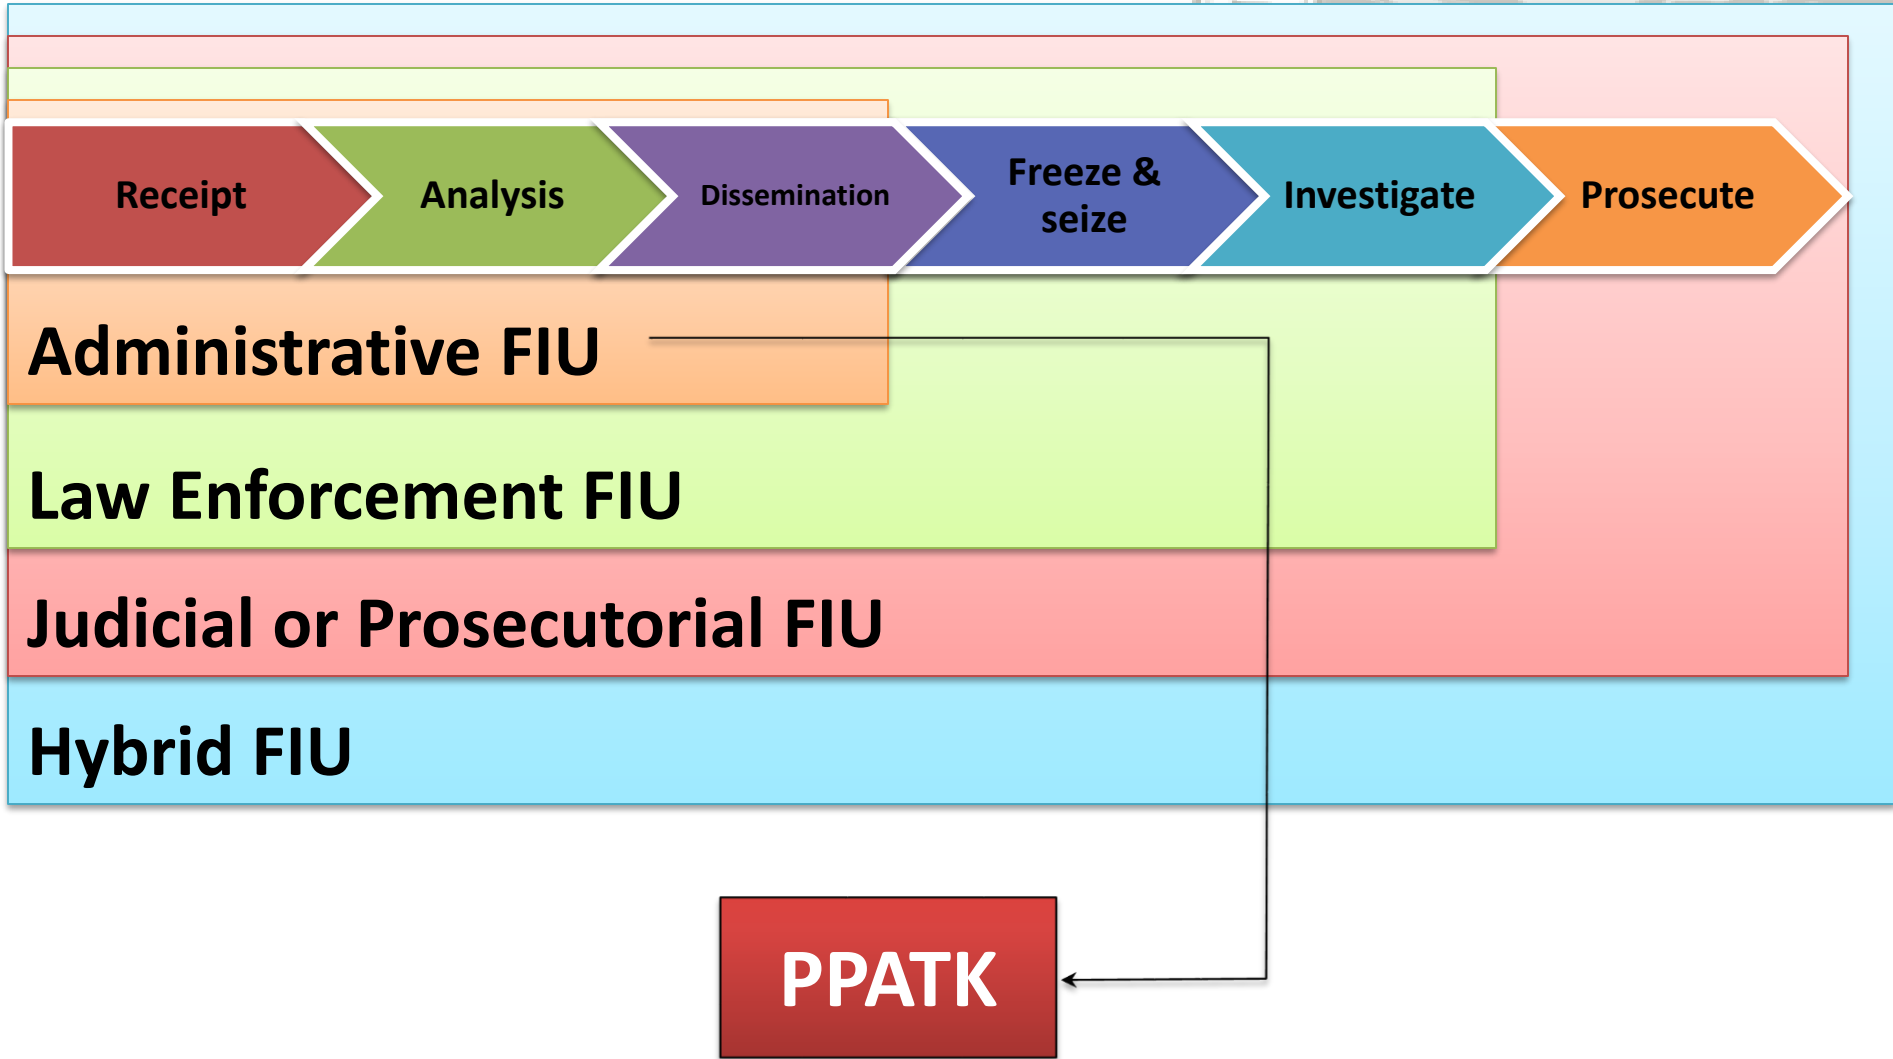 Receipt
Analysis
Dissemination
Freeze &
seize
Investigate
Prosecute
Administrative FIU
Law Enforcement FIU
Judicial or Prosecutorial FIU
Hybrid FIU
PPATK